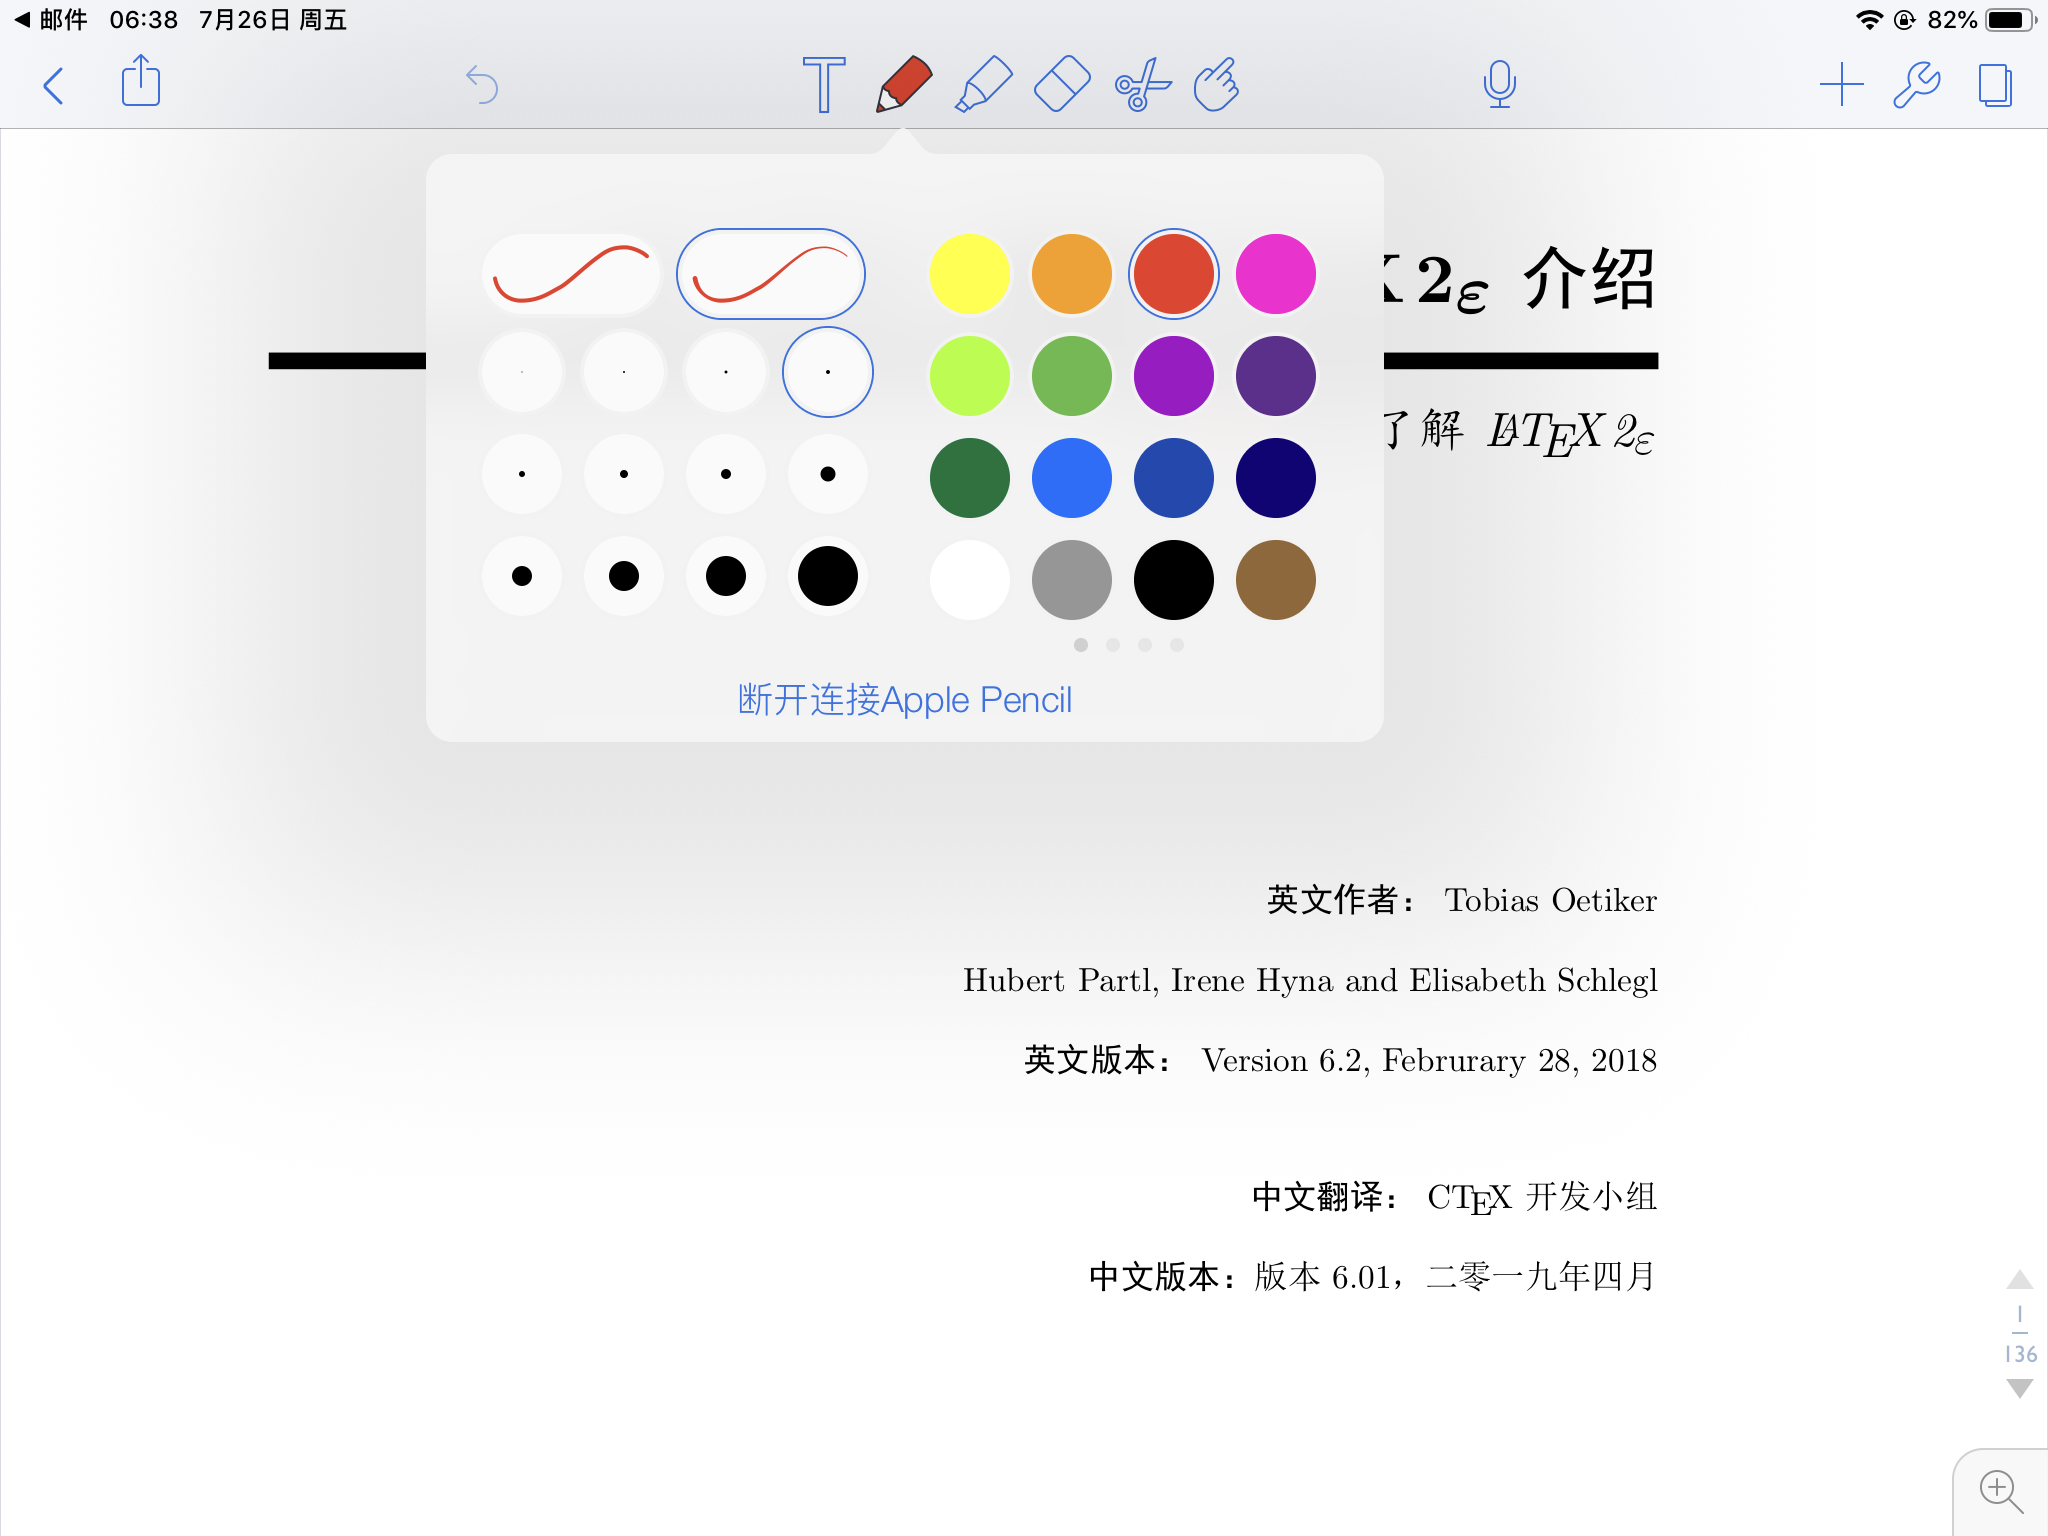 邮件 06:38 7月26日 周五 82%
X 2ε 介绍
了解 LATEX 2ε
断开连接Apple Pencil
英文作者： Tobias Oetiker
Hubert Partl, Irene Hyna and Elisabeth Schlegl
英文版本： Version 6.2, Februrary 28, 2018
中文翻译： CTEX 开发小组
中文版本：版本 6.01，二零一九年四月
1
136